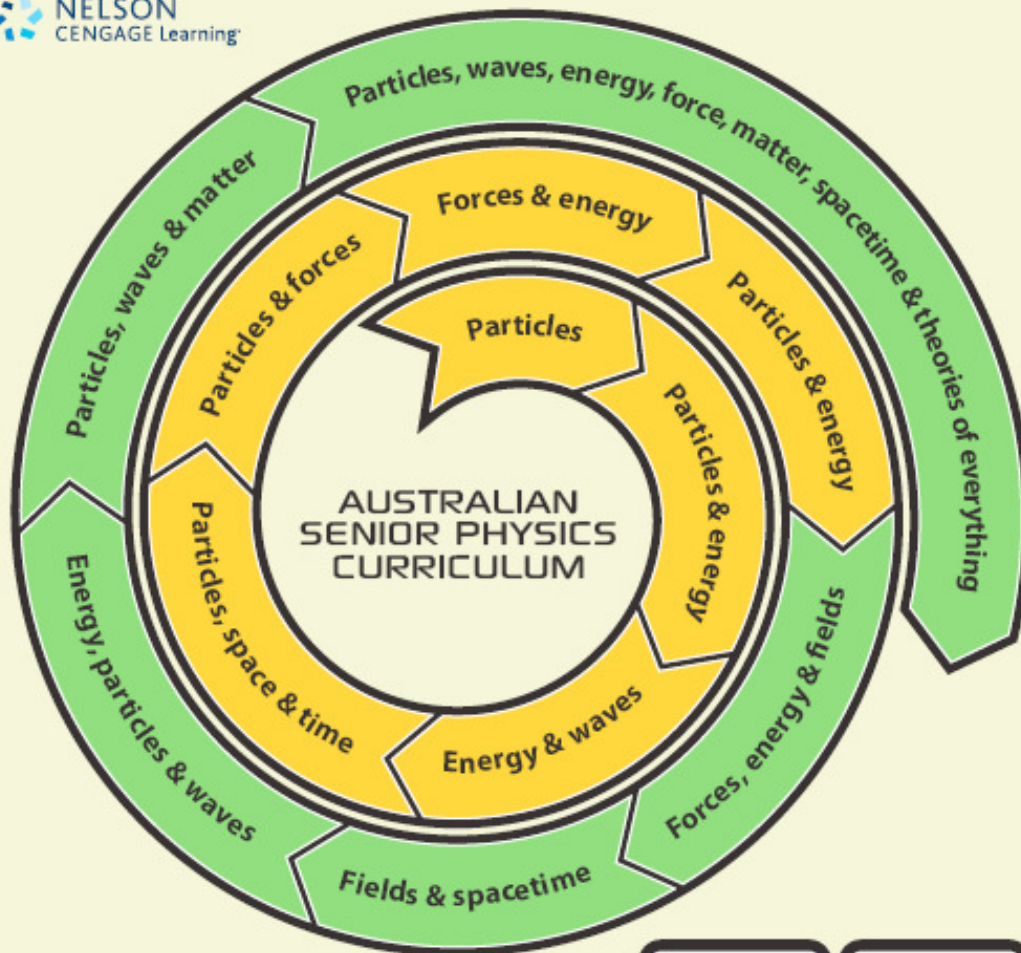 NELSON
CENGAGE Learning
Particles, waves, energy, force, matter, spacetime & theories of everything
Particles, waves & matter
Forces & energy
Particles & forces
Particles & energy
Particles
Particles & energy
AUSTRALIAN
SENIOR PHYSICS
CURRICULUM
Particles, space & time
Energy & waves
Forces, energy & fields
Energy, particles & waves
Fields & spacetime